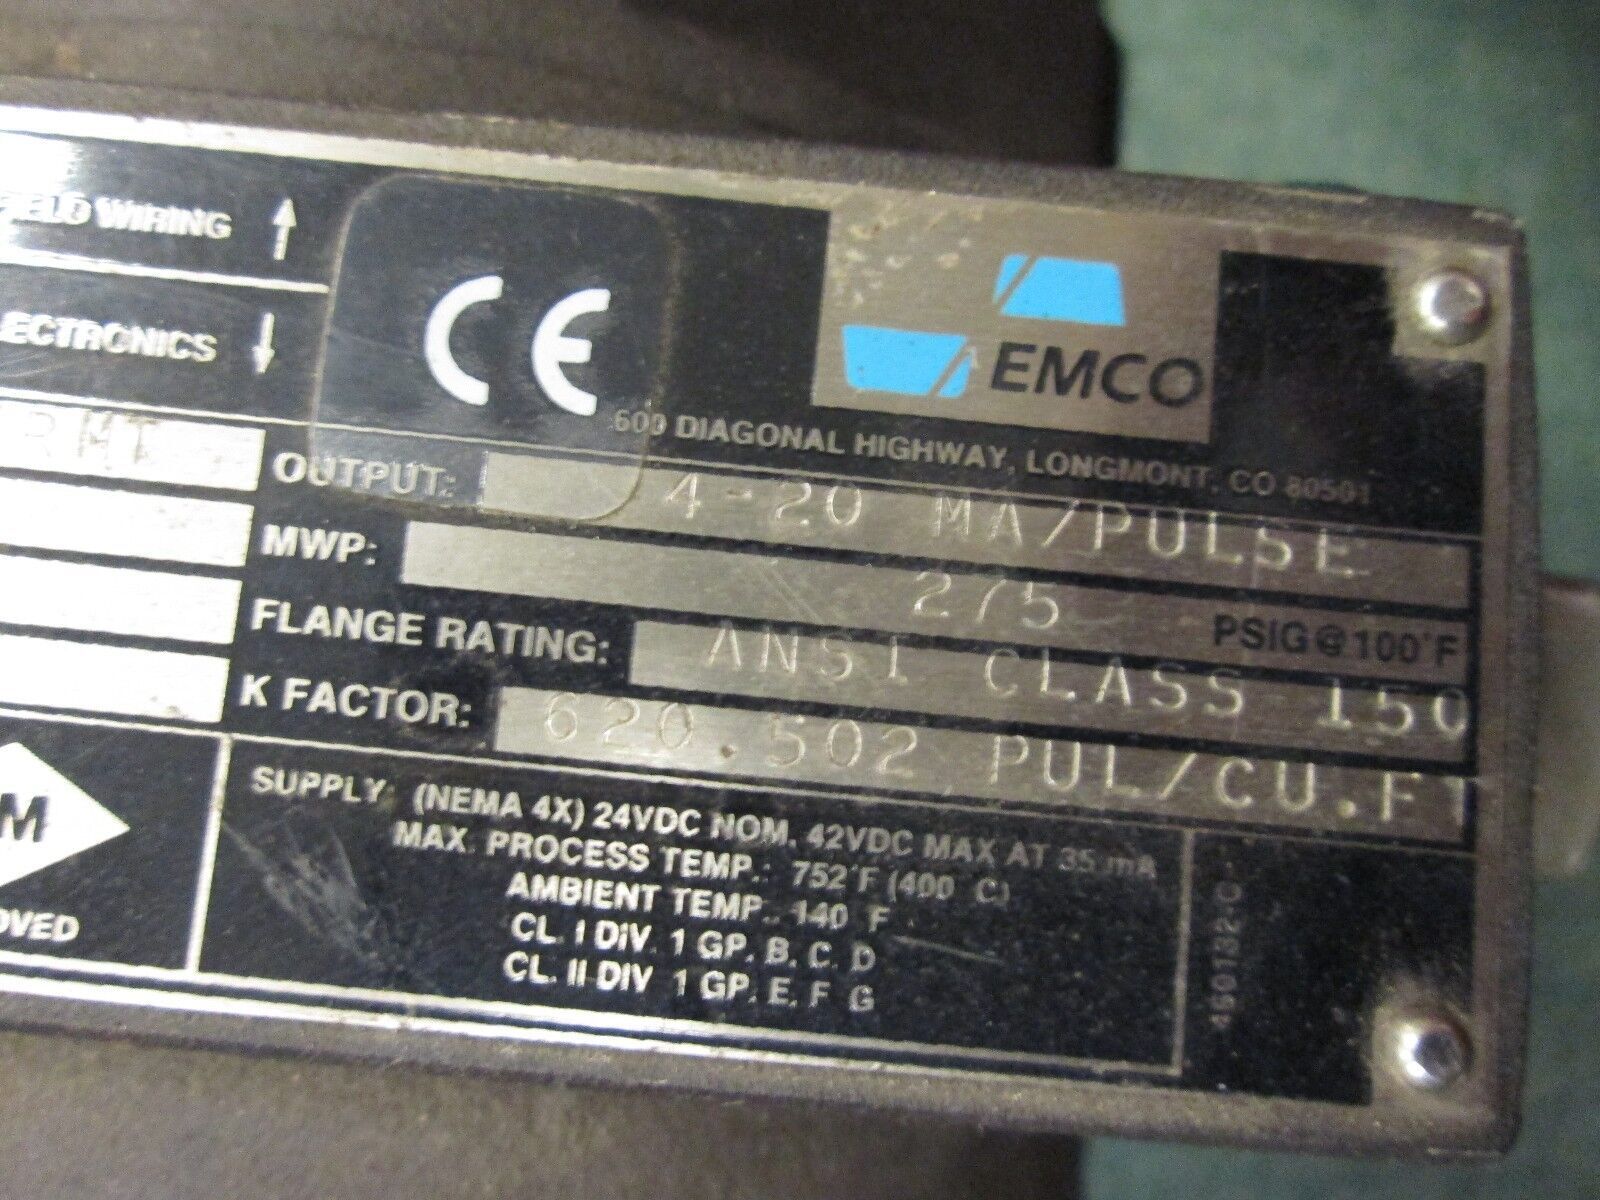 FIELD WIRING ↑
CE
EMCO
ELECTRONICS ↓
600 DIAGONAL HIGHWAY, LONGMONT, CO 80501
RMT
OUTPUT: 4-20 MA/PULSE
MWP: 275 PSIG@100°F
FLANGE RATING: ANSI CLASS 150
K FACTOR: 620.502 PUL/CU.FT
SUPPLY: (NEMA 4X) 24VDC NOM. 42VDC MAX AT 35 mA
MAX. PROCESS TEMP.: 752°F (400 °C)
AMBIENT TEMP.: 140 °F
CL. I DIV. 1 GP. B, C, D
CL. II DIV 1 GP. E, F G
M
OVED